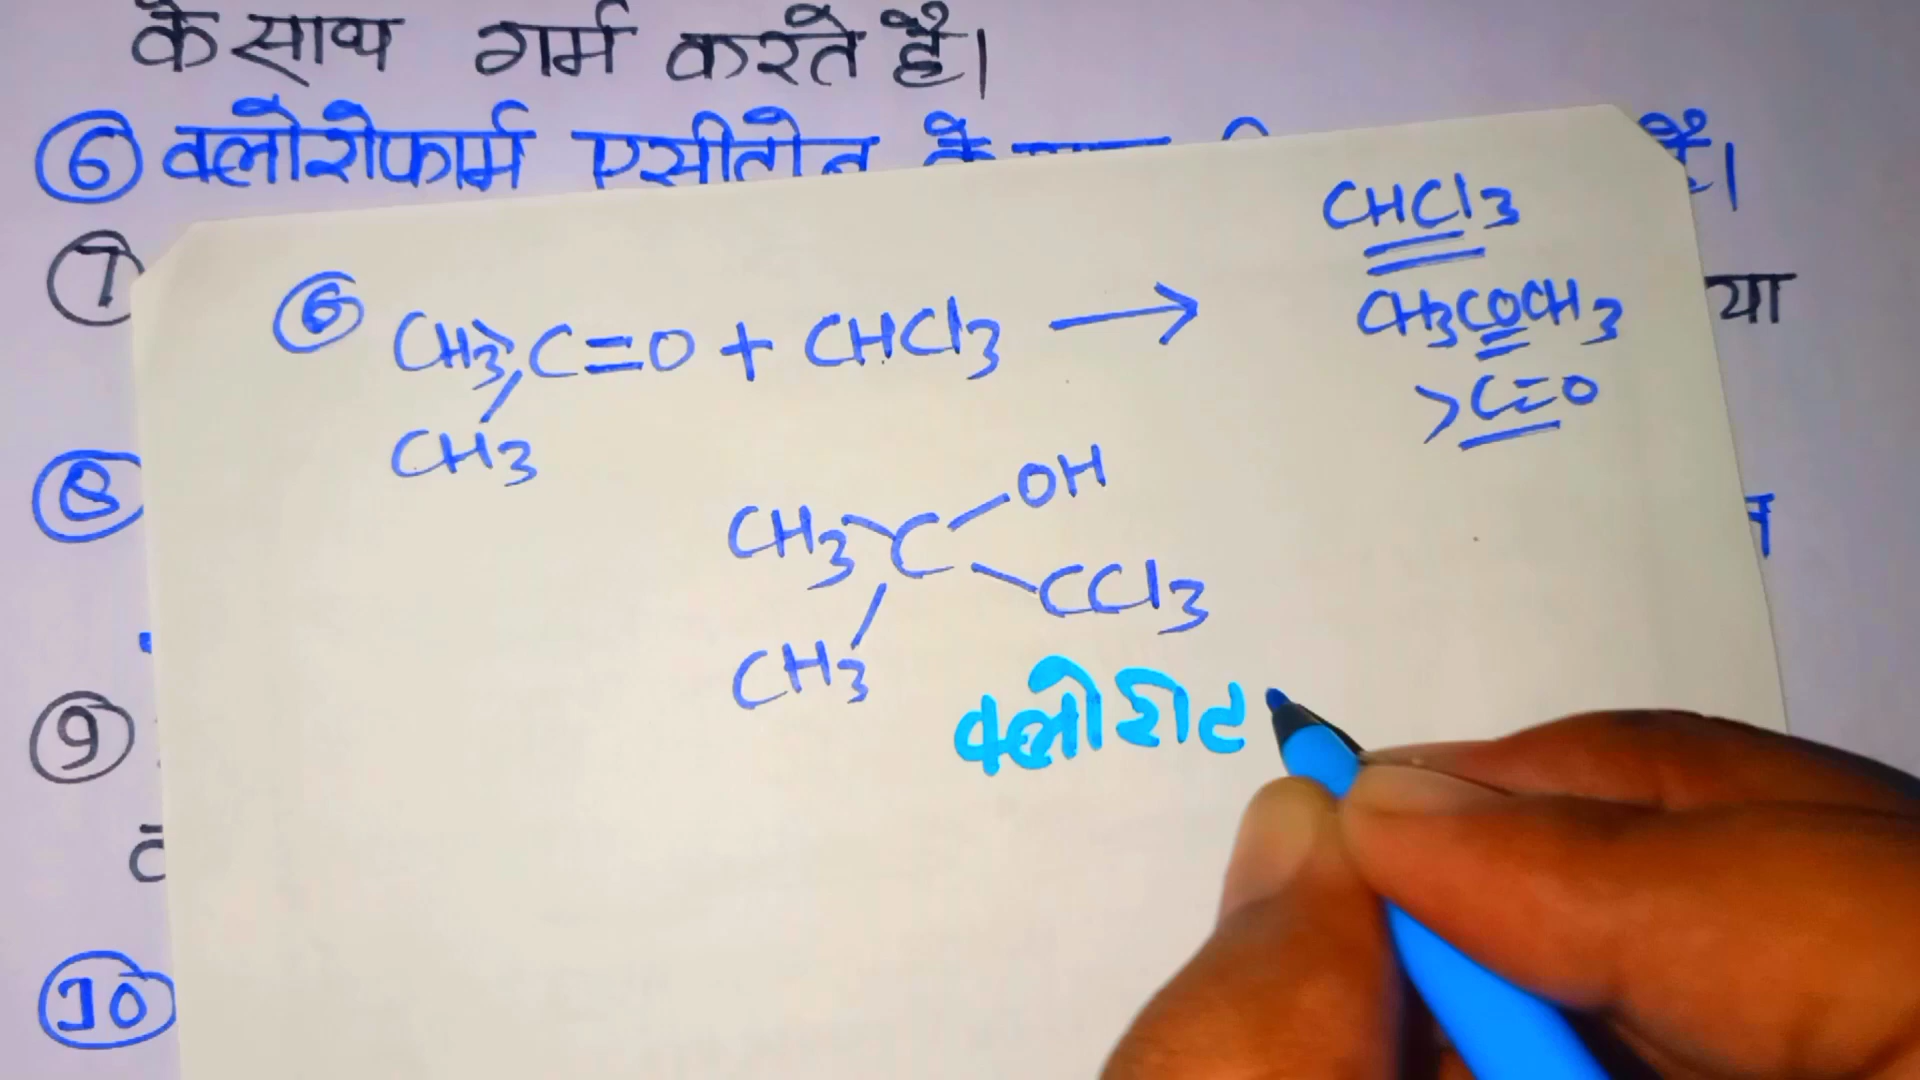 के साथ गर्म करते हैं।
⑥ क्लोरोफार्म एसीटोन के हैं।
⑦ या
⑧
⑨
⑩
CHCl3
CH3COCH3
>C=O
⑥ CH3 C=O + CHCl3 →
CH3
OH
CH3 C
CCl3
CH3
क्लोरोट